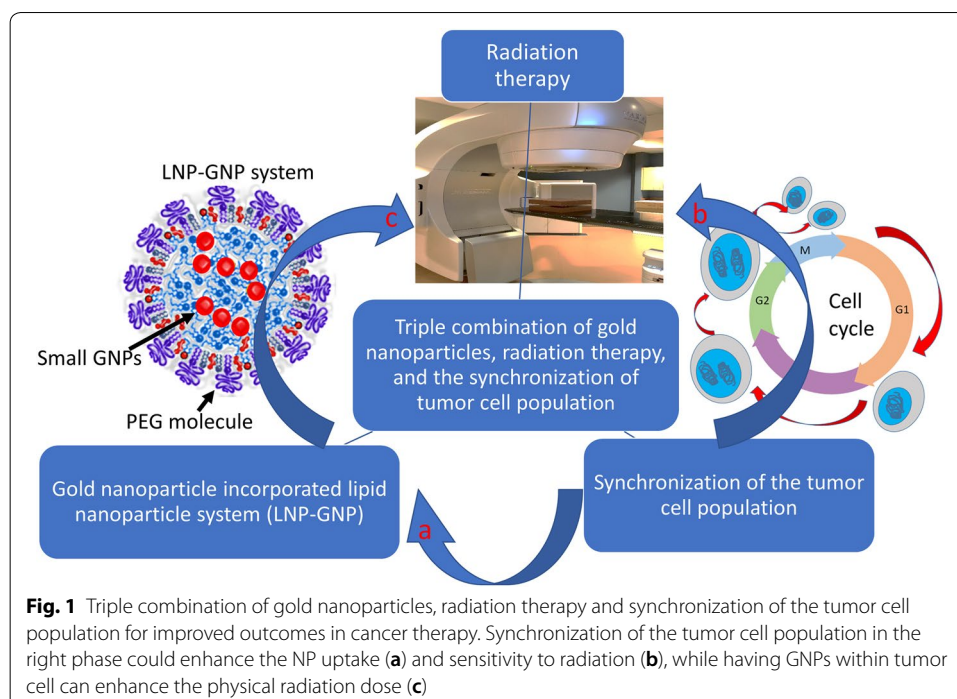 Radiation
therapy
LNP-GNP system
c
b
M
G2
G1
Cell
cycle
Small GNPs
PEG molecule
Triple combination of gold
nanoparticles, radiation therapy,
and the synchronization of
tumor cell population
Gold nanoparticle incorporated lipid
nanoparticle system (LNP-GNP)
Synchronization of the tumor
cell population
a
Fig. 1 Triple combination of gold nanoparticles, radiation therapy and synchronization of the tumor cell
population for improved outcomes in cancer therapy. Synchronization of the tumor cell population in the
right phase could enhance the NP uptake (a) and sensitivity to radiation (b), while having GNPs within tumor
cell can enhance the physical radiation dose (c)